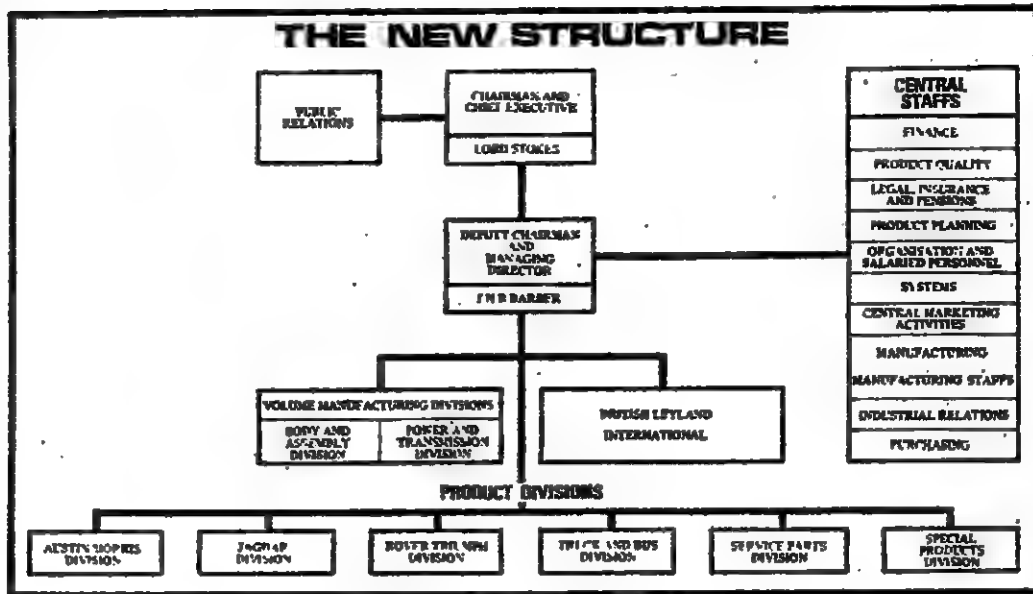 THE NEW STRUCTURE
PUBLIC
RELATIONS
CHAIRMAN AND
CHIEF EXECUTIVE
LORD STOKES
DEPUTY CHAIRMAN
AND
MANAGING
DIRECTOR
BARBER
VOLUME MANUFACTURING DIVISIONS
BODY AND
ASSEMBLY
DIVISION
POWER AND
TRANSMISSION
DIVISION
BRITISH LEYLAND
INTERNATIONAL
CENTRAL
STAFFS
FINANCE
PRODUCT QUALITY
LEGAL, INSURANCE
AND PENSIONS
PRODUCT PLANNING
ORGANISATION AND
SALARIED PERSONNEL
SYSTEMS
CENTRAL MARKETING
ACTIVITIES
MANUFACTURING
MANUFACTURING STAFFS
INDUSTRIAL RELATIONS
PURCHASING
PRODUCT DIVISIONS
AUSTIN MORRIS
DIVISION
JAGUAR
DIVISION
ROVER TRIUMPH
DIVISION
TRUCK AND BUS
DIVISION
SERVICE PARTS
DIVISION
SPECIAL
PRODUCTS
DIVISION